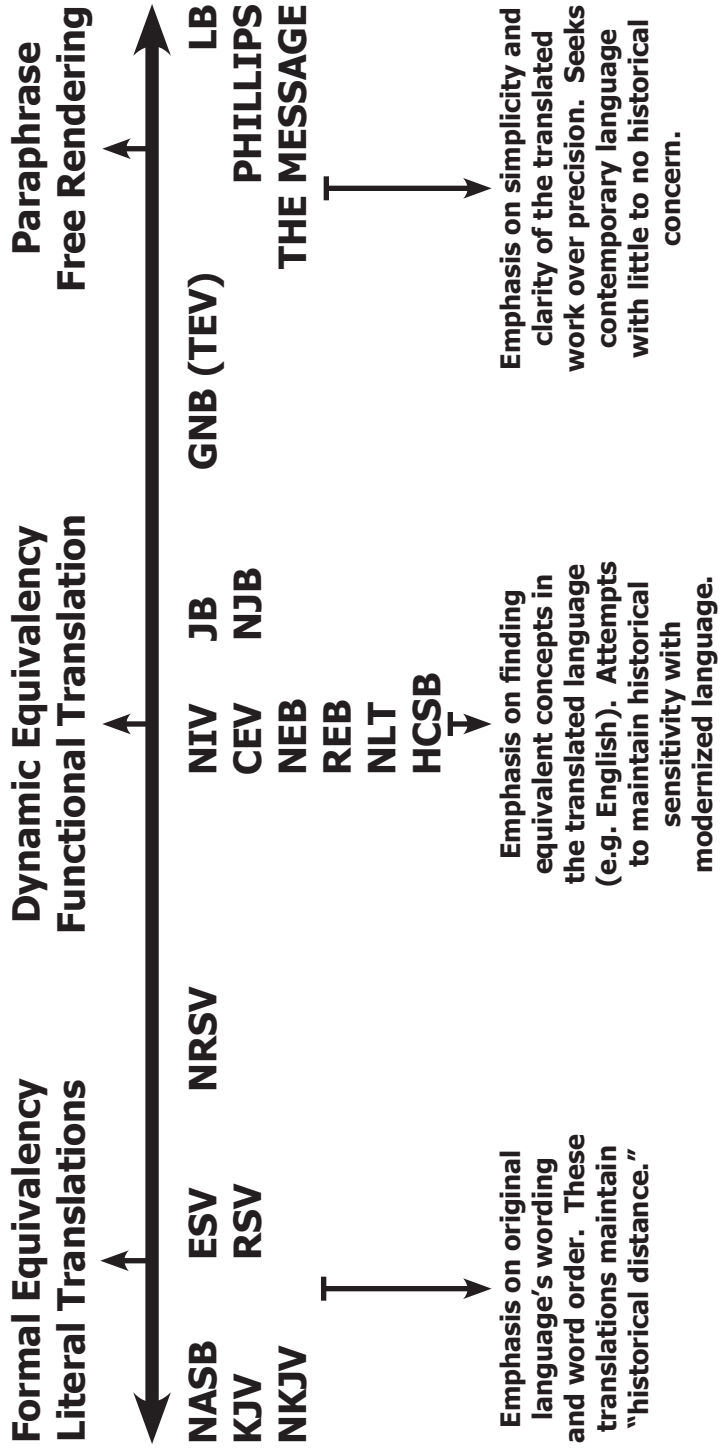 Formal Equivalency
Literal Translations
Dynamic Equivalency
Functional Translation
Paraphrase
Free Rendering
NASB
KJV
NKJV
ESV
RSV
NRSV
NIV
CEV
NEB
REB
NLT
HCSB
JB
NJB
GNB (TEV)
LB
PHILLIPS
THE MESSAGE
Emphasis on original
language’s wording
and word order.  These
translations maintain
“historical distance.”
Emphasis on finding
equivalent concepts in
the translated language
(e.g. English).  Attempts
to maintain historical
sensitivity with
modernized language.
Emphasis on simplicity and
clarity of the translated
work over precision.  Seeks
contemporary language
with little to no historical
concern.